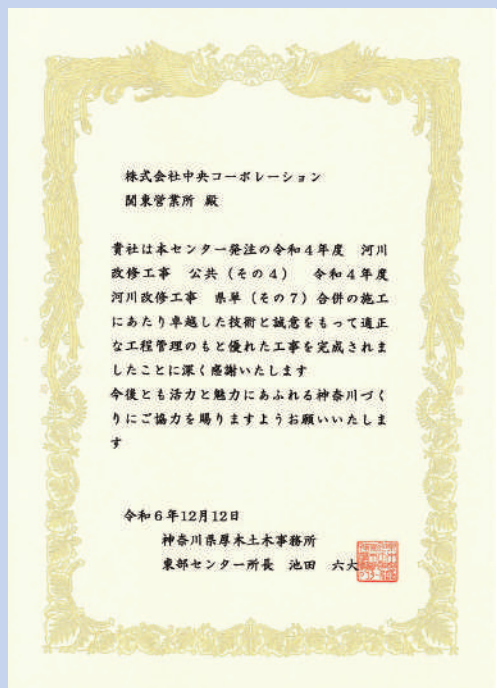 株式会社中央コーポレーション
関東営業所 殿
貴社は本センター発注の令和4年度 河川
改修工事 公共(その4) 令和4年度
河川改修工事 県単(その7)合併の施工
にあたり卓越した技術と誠意をもって適正
な工程管理のもと優れた工事を完成されま
したことに深く感謝いたします
今後とも活力と魅力にあふれる神奈川づく
りにご協力を賜りますようお願いいたしま
す
令和6年12月12日
神奈川県厚木土木事務所
東部センター所長 池田 六大